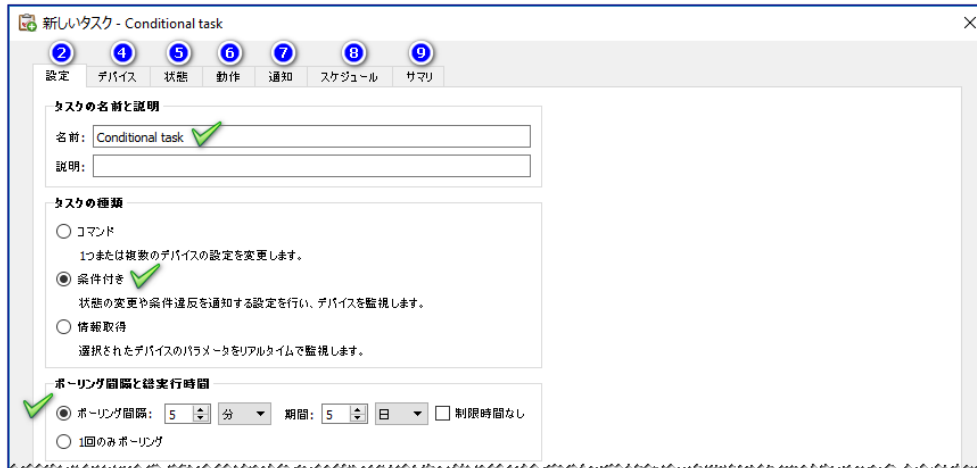 新しいタスク - Conditional task
2 4 5 6 7 8 9
設定 デバイス 状態 動作 通知 スケジュール サマリ
タスクの名前と説明
名前: Conditional task
説明:
タスクの種類
コマンド
1つまたは複数のデバイスの設定を変更します。
条件付き
状態の変更や条件違反を通知する設定を行い、デバイスを監視します。
情報取得
選択されたデバイスのパラメータをリアルタイムで監視します。
ポーリング間隔と総実行時間
ポーリング間隔: 5 分 期間: 5 日 制限時間なし
1回のみポーリング